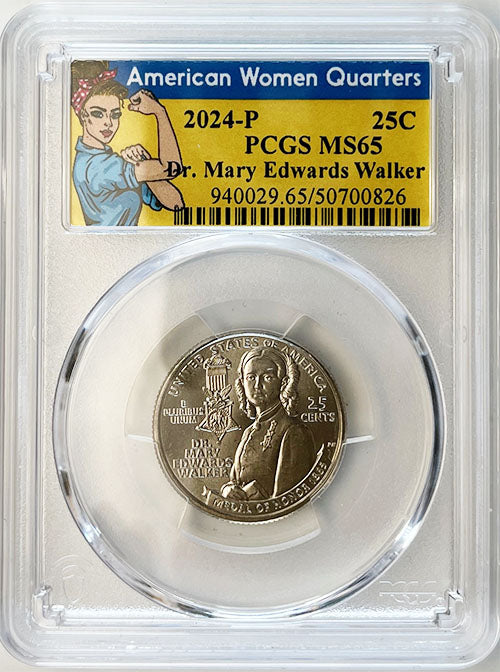 American Women Quarters
2024-P 25C
PCGS MS65
Dr. Mary Edwards Walker
940029.65/50700826
UNITED STATES OF AMERICA
E
PLURIBUS
UNUM
25
CENTS
DR.
MARY
EDWARDS
WALKER
MEDAL OF HONOR 1865
PCGS